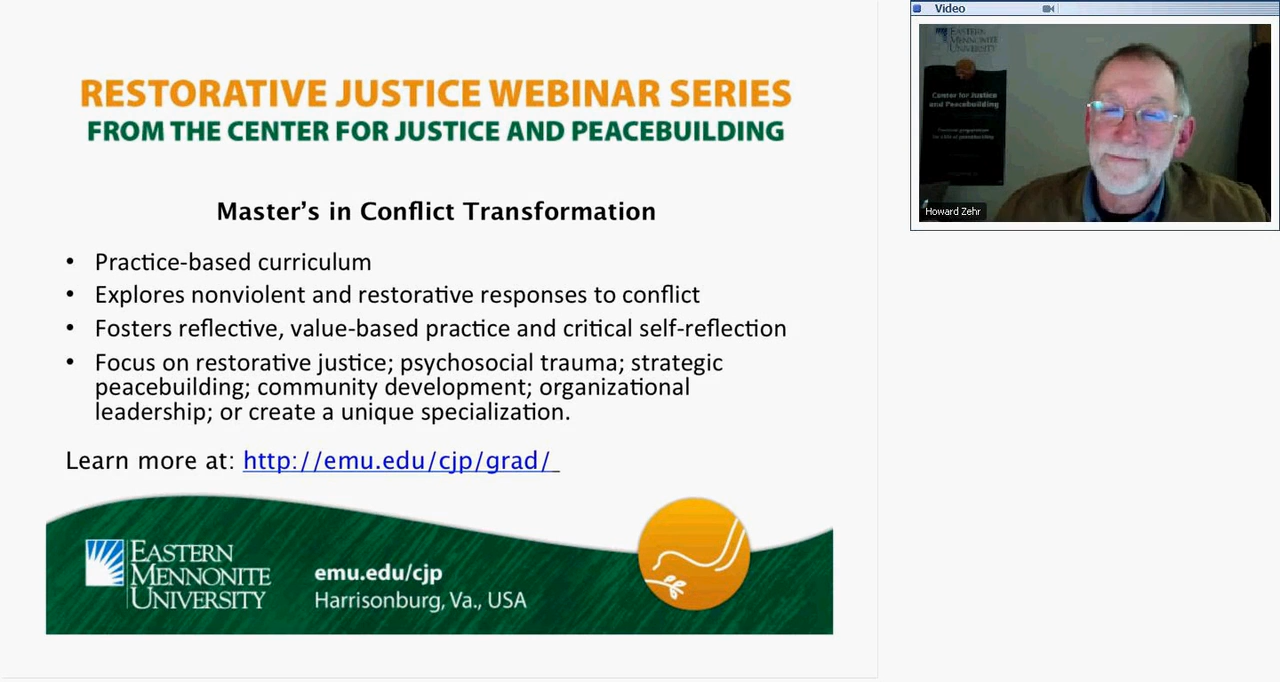 RESTORATIVE JUSTICE WEBINAR SERIES
FROM THE CENTER FOR JUSTICE AND PEACEBUILDING
Master's in Conflict Transformation
• Practice-based curriculum
• Explores nonviolent and restorative responses to conflict
• Fosters reflective, value-based practice and critical self-reflection
• Focus on restorative justice; psychosocial trauma; strategic
peacebuilding; community development; organizational
leadership; or create a unique specialization.
Learn more at: http://emu.edu/cjp/grad/
EASTERN
MENNONITE
UNIVERSITY
emu.edu/cjp
Harrisonburg, Va., USA
Video
EASTERN
MENNONITE
UNIVERSITY
Center for Justice
and Peacebuilding
Howard Zehr